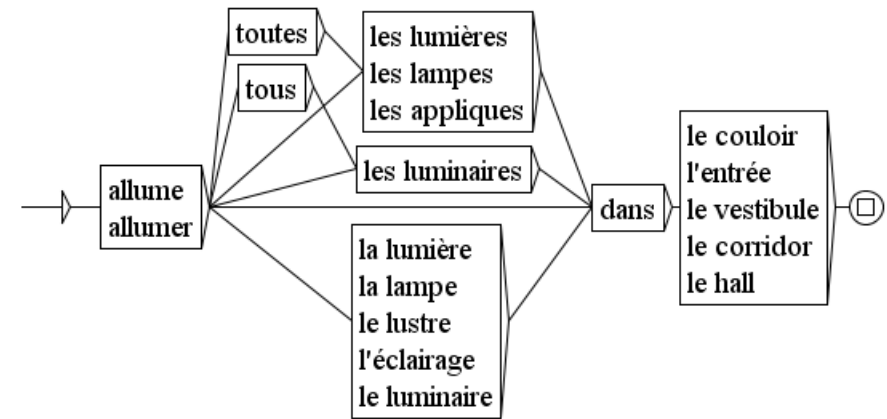 allume
allumer
toutes
tous
les lumières
les lampes
les appliques
les luminaires
la lumière
la lampe
le lustre
l'éclairage
le luminaire
dans
le couloir
l'entrée
le vestibule
le corridor
le hall